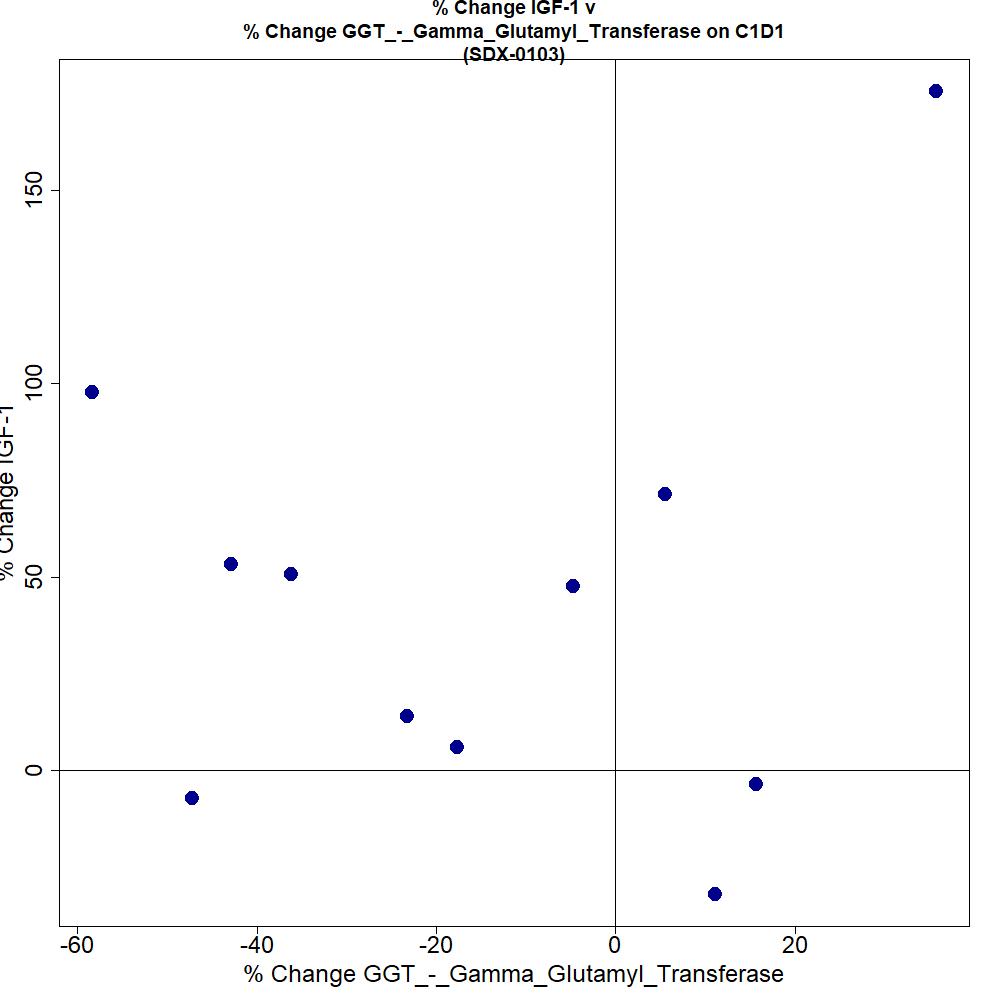 % Change IGF-1 v
% Change GGT_-_Gamma_Glutamyl_Transferase on C1D1
(SDX-0103)
150
100
50
0
% Change IGF-1
-60 -40 -20 0 20
% Change GGT_-_Gamma_Glutamyl_Transferase